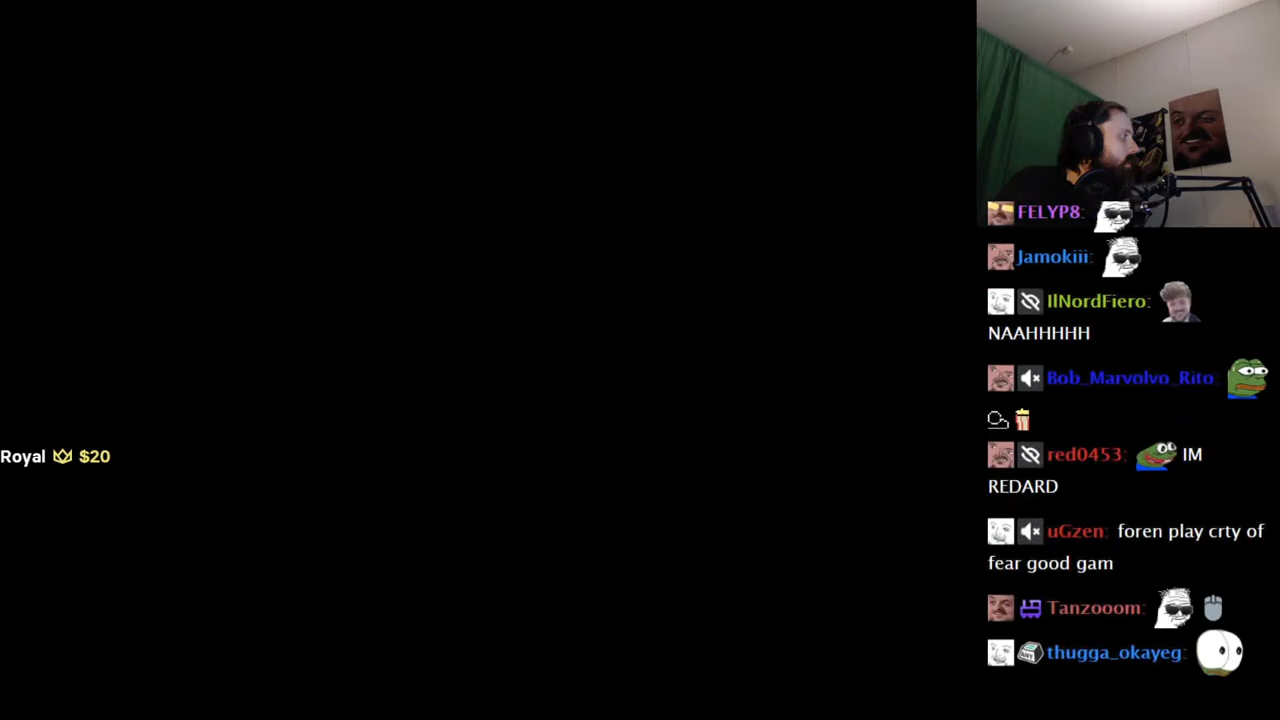 FELYP8:
Jamokiii:
IlNordFiero:
NAAHHHHH
Bob_Marvolvo_Rito
red0453: IM
REDARD
Royal $20
uGzen: foren play crty of
fear good gam
Tanzooom:
thugga_okayeg: